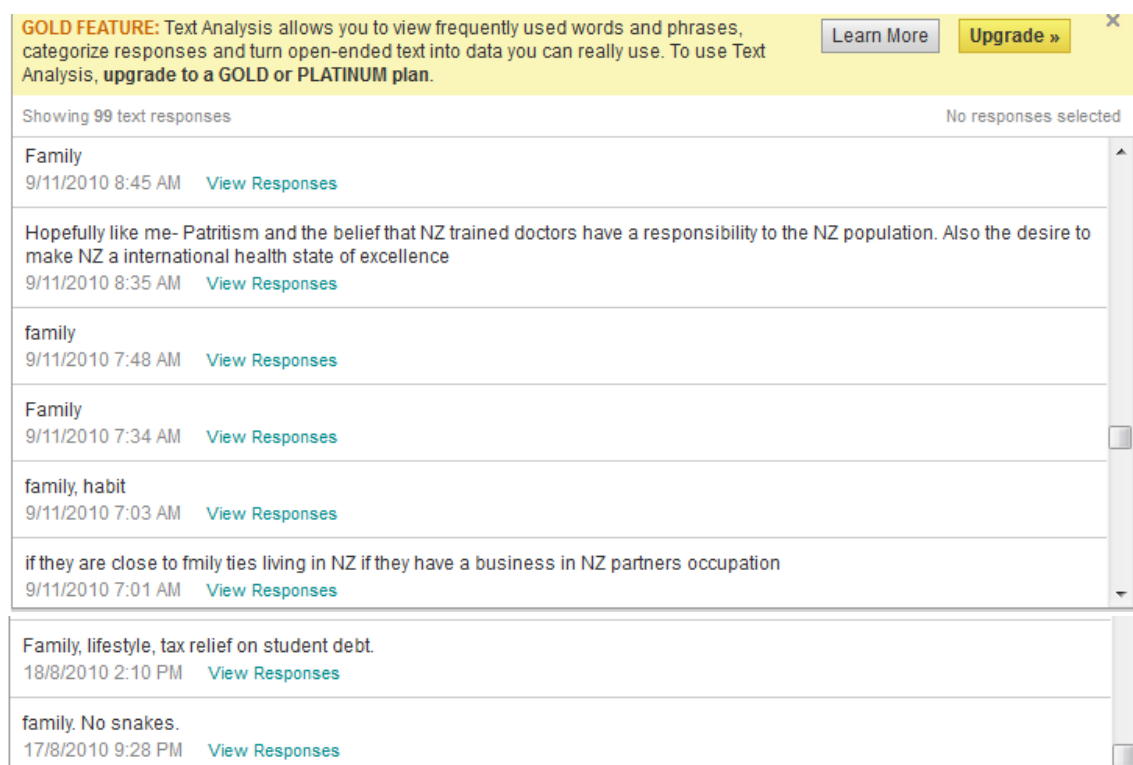 GOLD FEATURE: Text Analysis allows you to view frequently used words and phrases,
categorize responses and turn open-ended text into data you can really use. To use Text
Analysis, upgrade to a GOLD or PLATINUM plan.
Learn More
Upgrade »
Showing 99 text responses
No responses selected
Family
9/11/2010 8:45 AM View Responses
Hopefully like me- Patritism and the belief that NZ trained doctors have a responsibility to the NZ population. Also the desire to
make NZ a international health state of excellence
9/11/2010 8:35 AM View Responses
family
9/11/2010 7:48 AM View Responses
Family
9/11/2010 7:34 AM View Responses
family, habit
9/11/2010 7:03 AM View Responses
if they are close to fmily ties living in NZ if they have a business in NZ partners occupation
9/11/2010 7:01 AM View Responses
Family, lifestyle, tax relief on student debt.
18/8/2010 2:10 PM View Responses
family. No snakes.
17/8/2010 9:28 PM View Responses